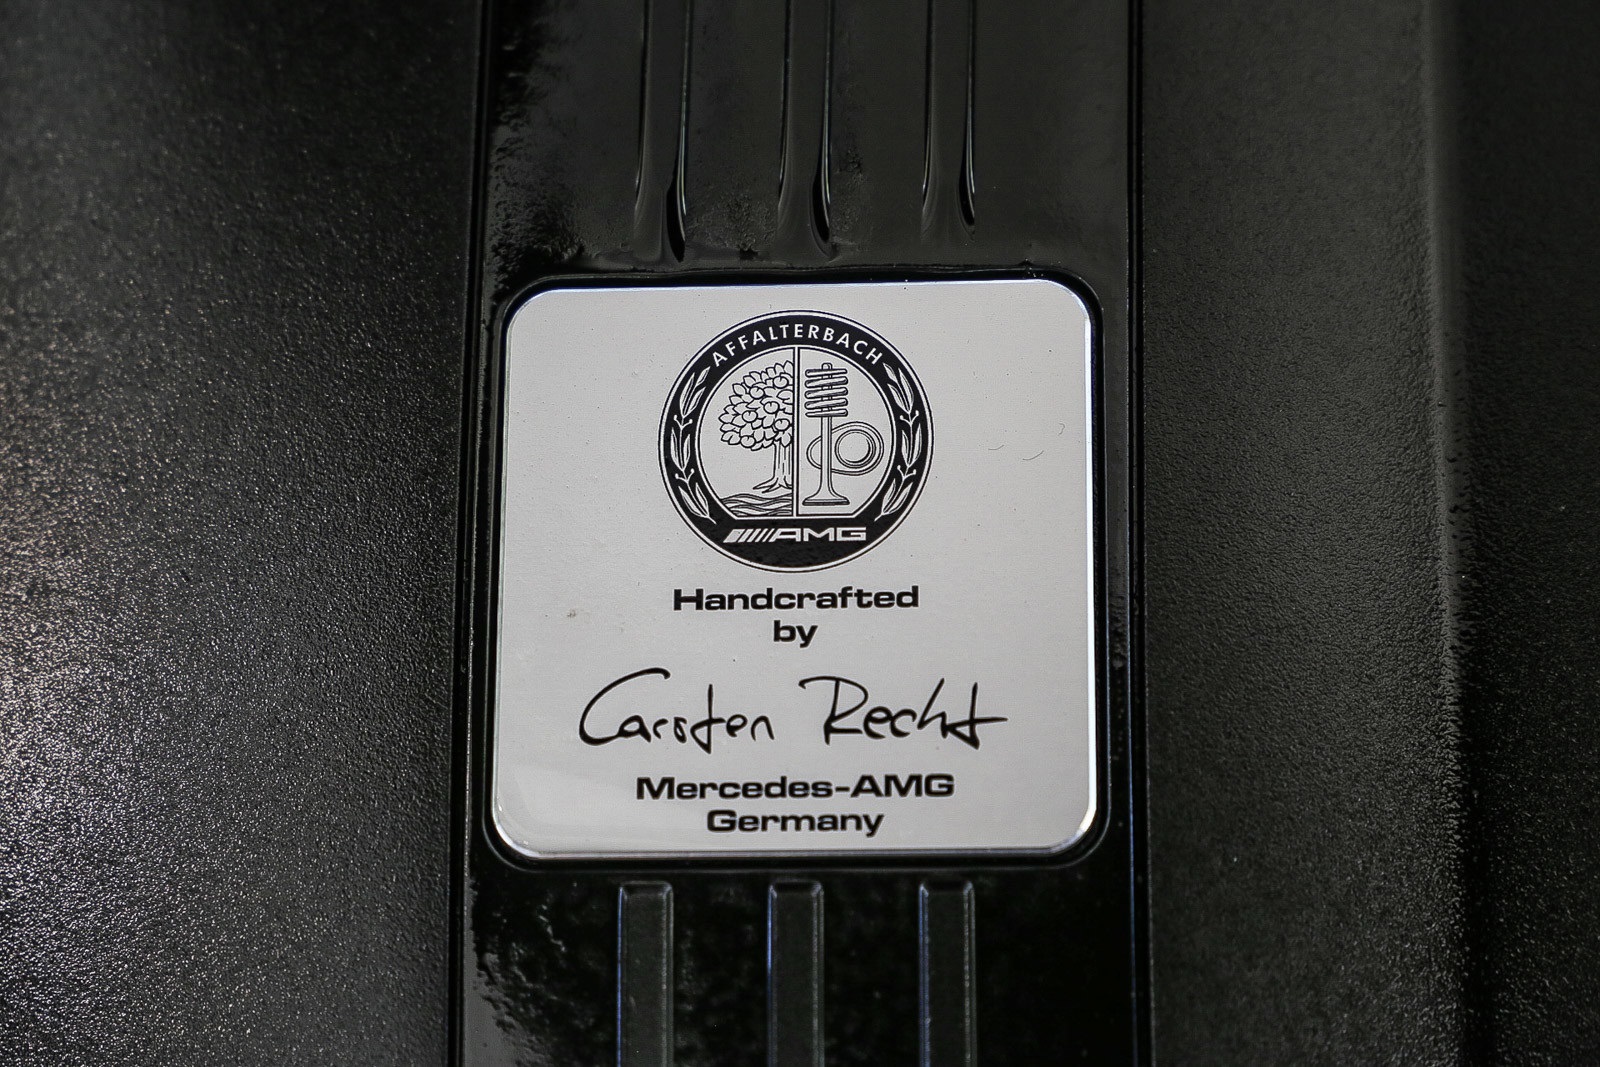 AFFALTERBACH
AMG
Handcrafted
by
Carsten Recht
Mercedes-AMG
Germany